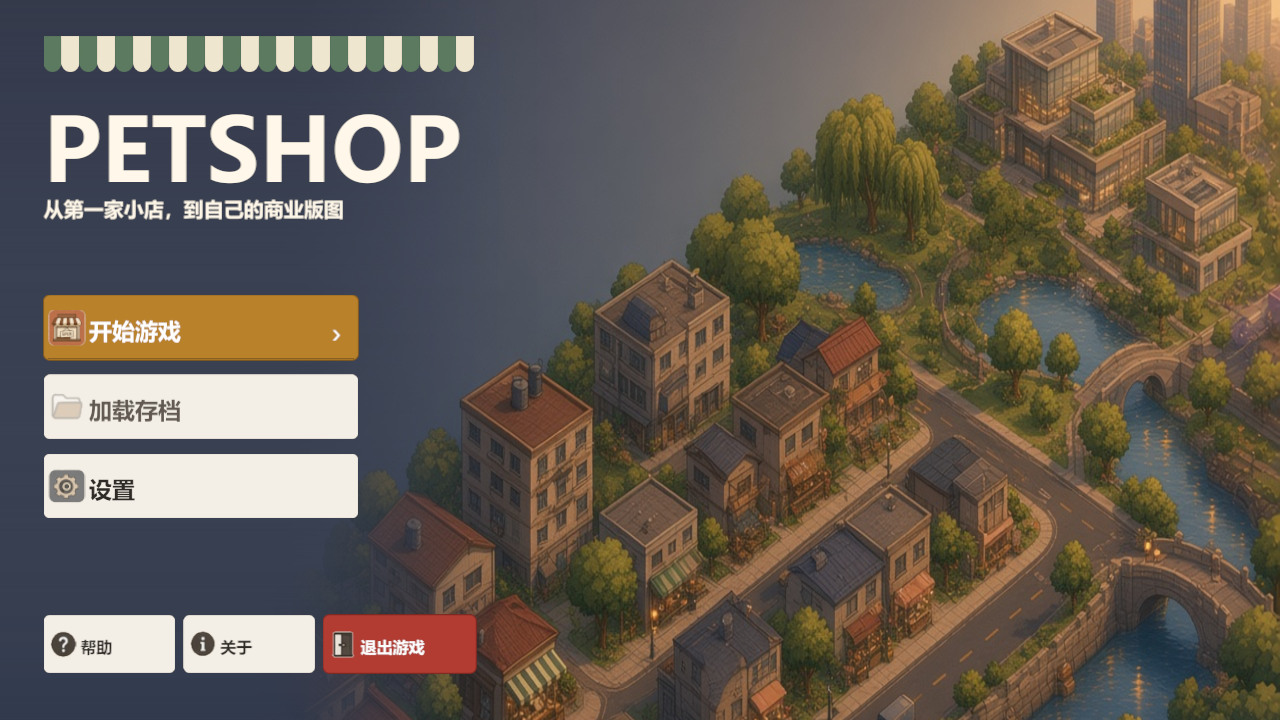 PETSHOP
从第一家小店，到自己的商业版图
开始游戏 ›
加载存档
设置
帮助
关于
退出游戏